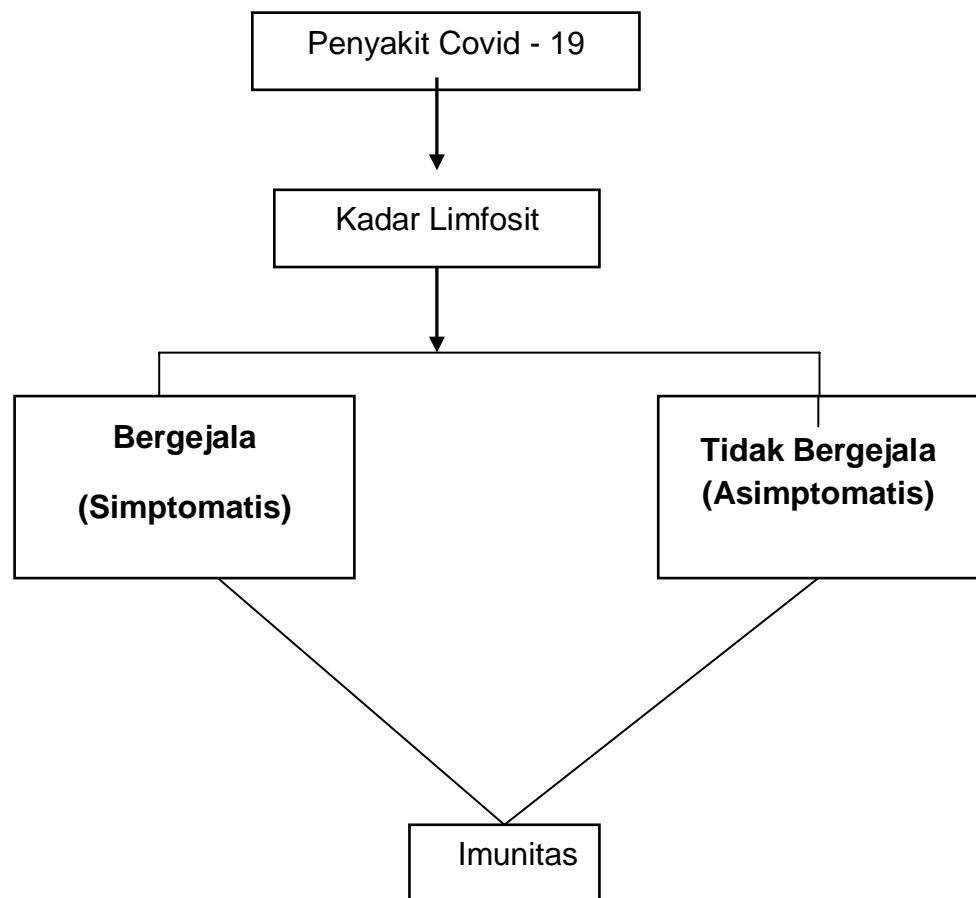 Penyakit Covid - 19
Kadar Limfosit
Bergejala
(Simptomatis)
Tidak Bergejala
(Asimptomatis)
Imunitas